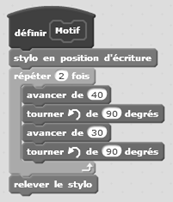 définir Motif
stylo en position d'écriture
répéter 2 fois
avancer de 40
tourner ↶ de 90 degrés
avancer de 30
tourner ↶ de 90 degrés
relever le stylo